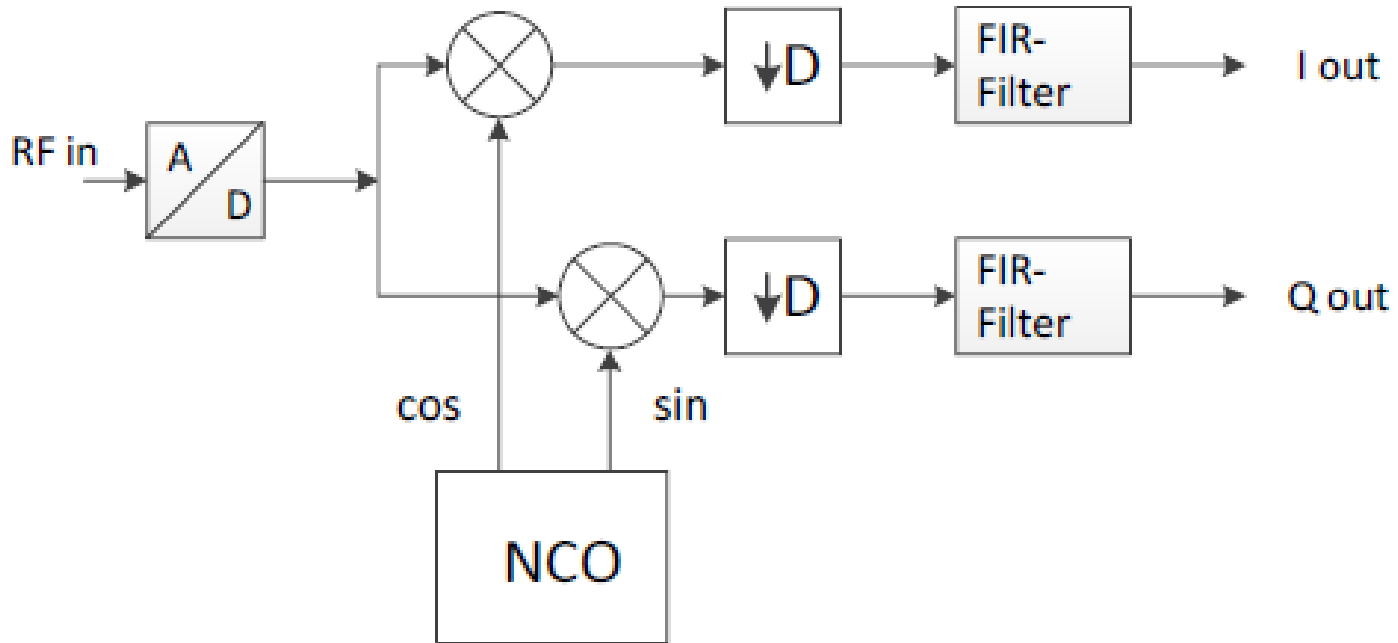 ↓D
FIR-
Filter
I out
RF in
A
D
↓D
FIR-
Filter
Q out
cos
sin
NCO